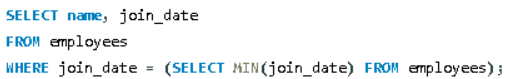 SELECT name, join_date
FROM employees
WHERE join_date = (SELECT MIN(join_date) FROM employees);